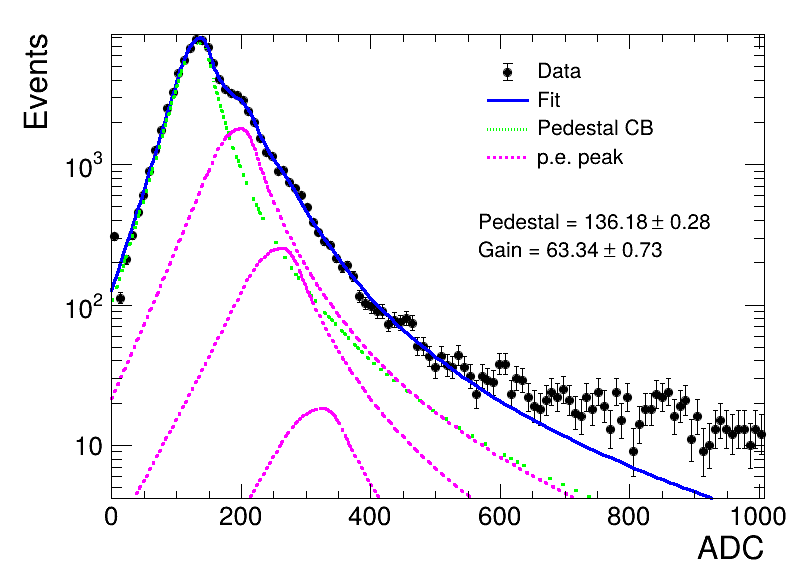 Events
Data
Fit
Pedestal CB
p.e. peak
Pedestal = 136.18 ± 0.28
Gain = 63.34 ± 0.73
10³
10²
10
0 200 400 600 800 1000
ADC